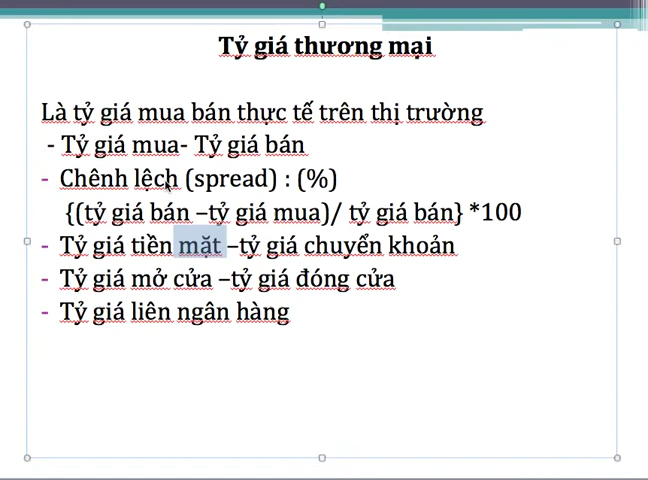 Tỷ giá thương mại
Là tỷ giá mua bán thực tế trên thị trường
- Tỷ giá mua- Tỷ giá bán
- Chênh lệch (spread) : (%)
{(tỷ giá bán –tỷ giá mua)/ tỷ giá bán} *100
- Tỷ giá tiền mặt –tỷ giá chuyển khoản
- Tỷ giá mở cửa –tỷ giá đóng cửa
- Tỷ giá liên ngân hàng